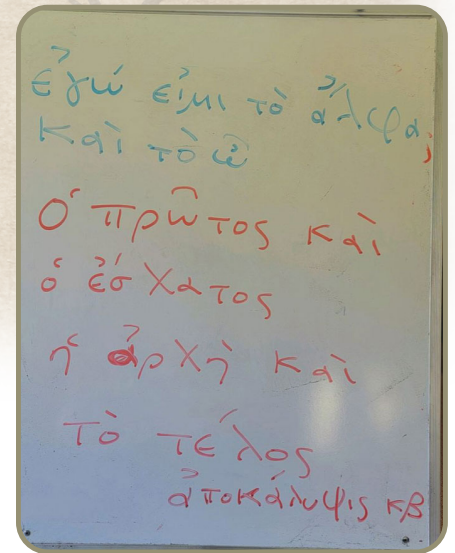 ἐγώ εἰμι τὸ ἄλφα;
καὶ τὸ ὦ
ὁ πρῶτος καὶ
ὁ ἔσχατος
ἡ ἀρχὴ καὶ
τὸ τέλος
ἀποκάλυψις κβ